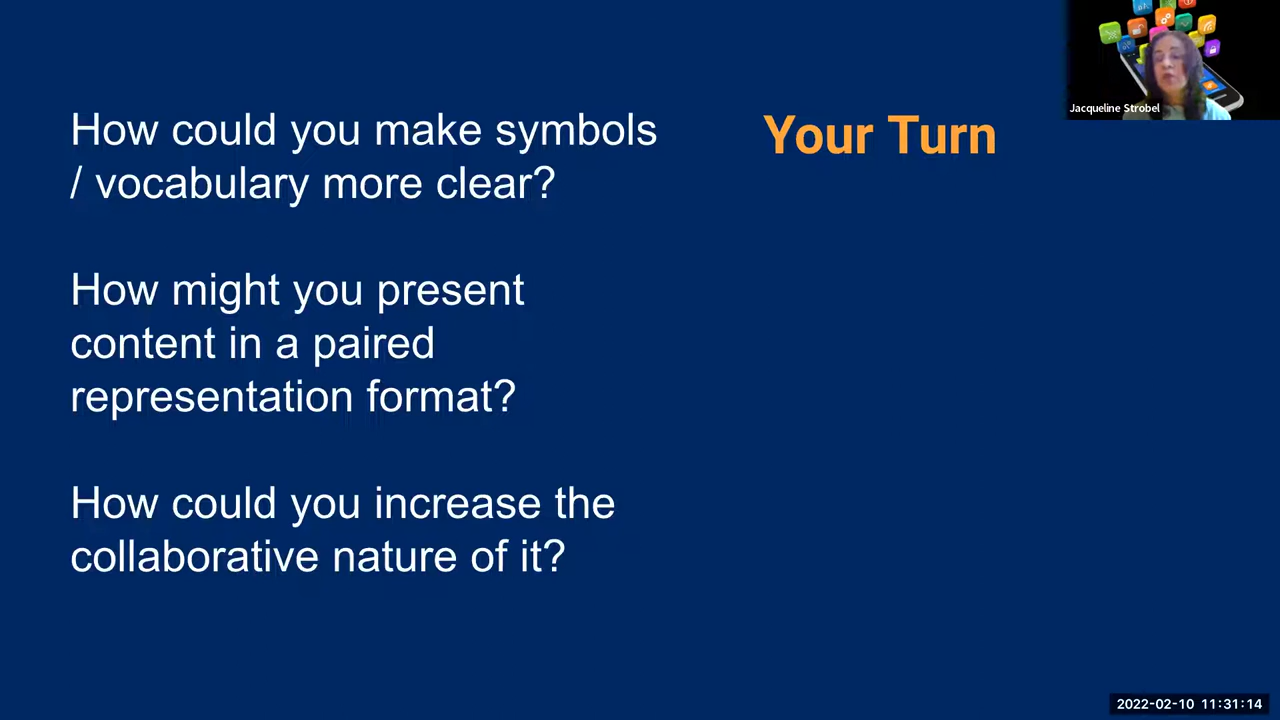 How could you make symbols
/ vocabulary more clear?
How might you present
content in a paired
representation format?
How could you increase the
collaborative nature of it?
Your Turn
Jacqueline Strobel
2022-02-10 11:31:14